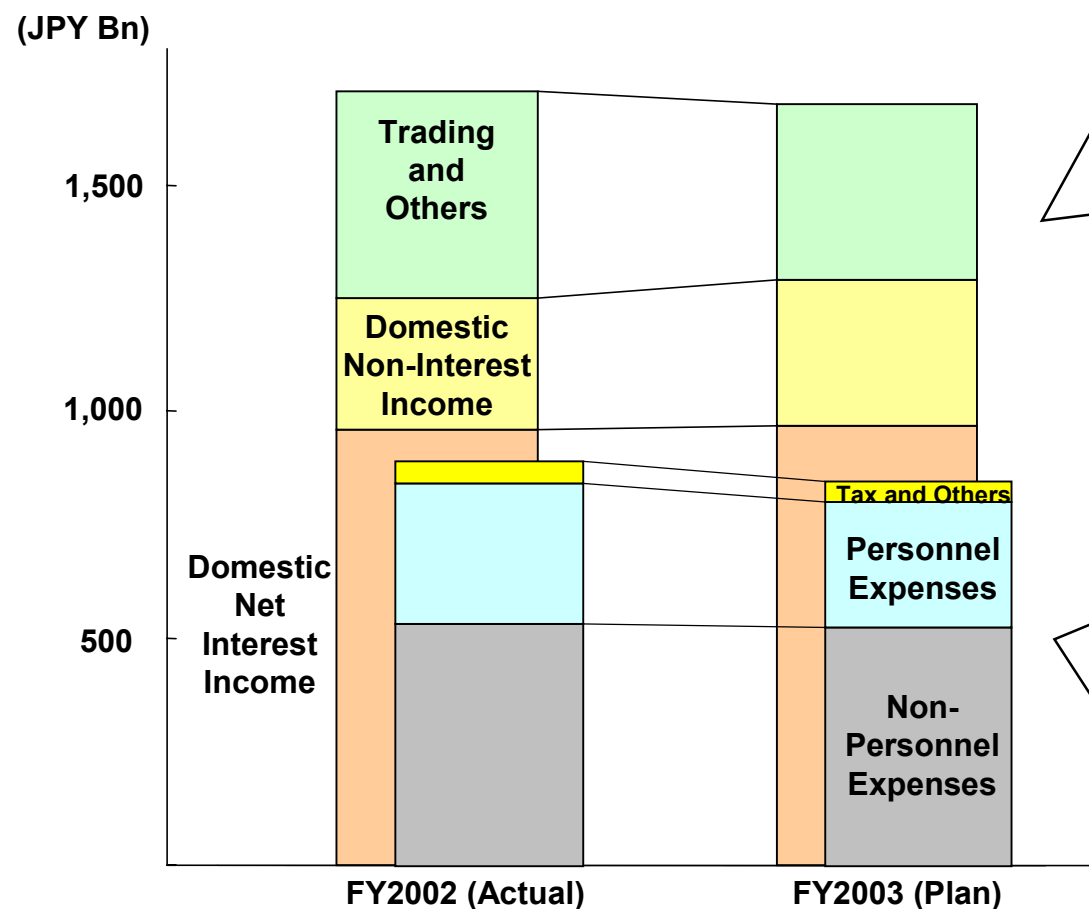 (JPY Bn)
1,500
1,000
500
Trading
and
Others
Domestic
Non-Interest
Income
Domestic
Net
Interest
Income
Tax and Others
Personnel
Expenses
Non-
Personnel
Expenses
FY2002 (Actual)
FY2003 (Plan)